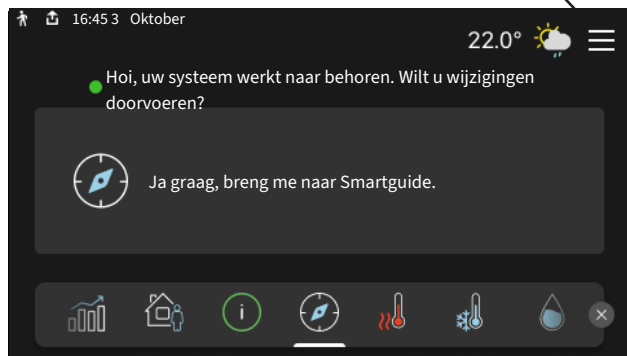 16:45 3 Oktober
22.0°
Hoi, uw systeem werkt naar behoren. Wilt u wijzigingen
doorvoeren?
Ja graag, breng me naar Smartguide.
i